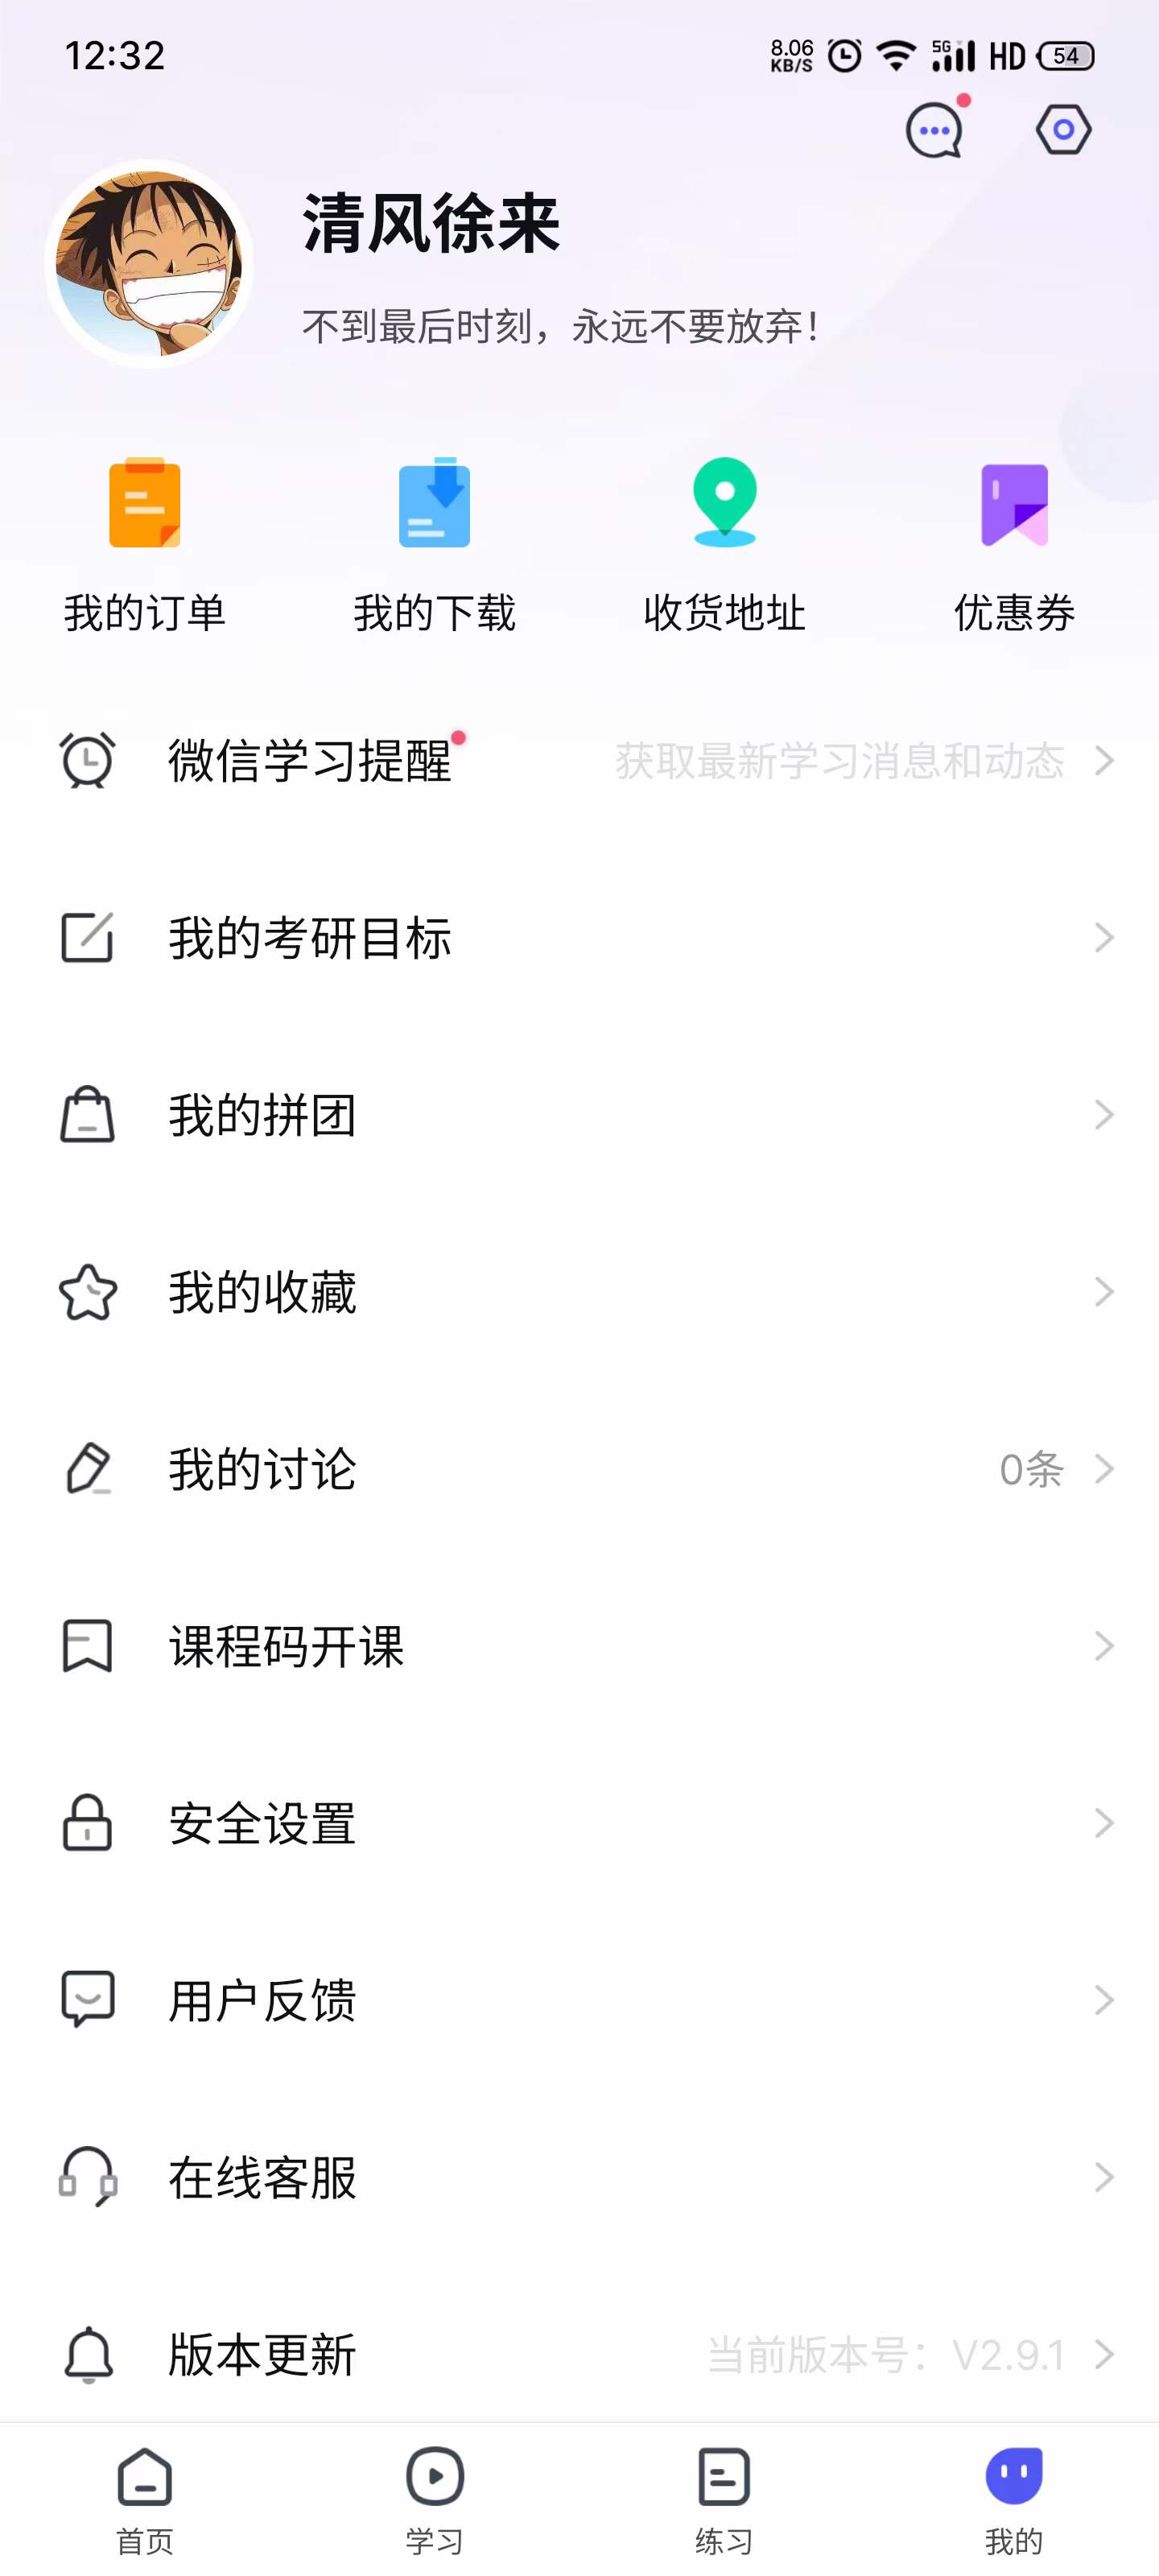 12:32
8.06 KB/S 5G HD 54
清风徐来
不到最后时刻，永远不要放弃！
我的订单 我的下载 收货地址 优惠券
微信学习提醒 获取最新学习消息和动态
我的考研目标
我的拼团
我的收藏
我的讨论 0条
课程码开课
安全设置
用户反馈
在线客服
版本更新 当前版本号：V2.9.1
首页 学习 练习 我的